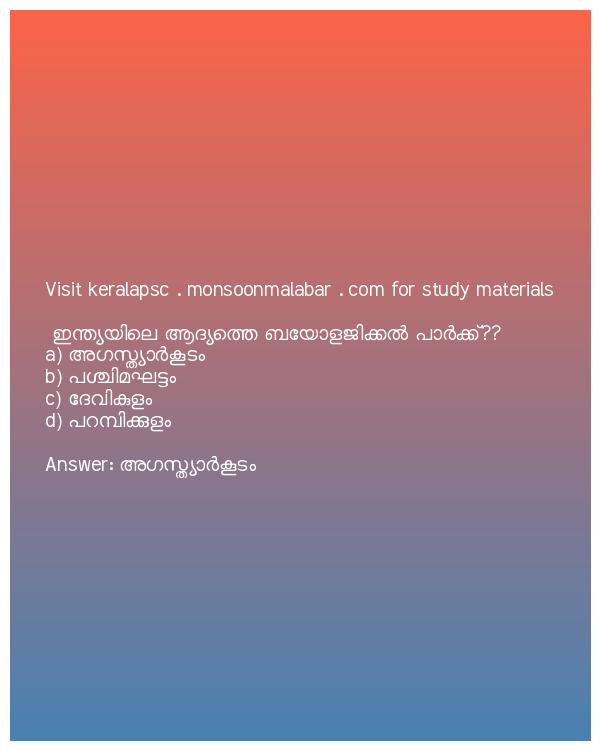 Visit keralapsc . monsoonmalabar . com for study materials
ഇന്ത്യയിലെ ആദ്യത്തെ ബയോളജിക്കൽ പാർക്ക്??
a) അഗസ്ത്യാർകൂടം
b) പശ്ചിമഘട്ടം
c) ദേവികുളം
d) പറമ്പിക്കുളം
Answer: അഗസ്ത്യാർകൂടം